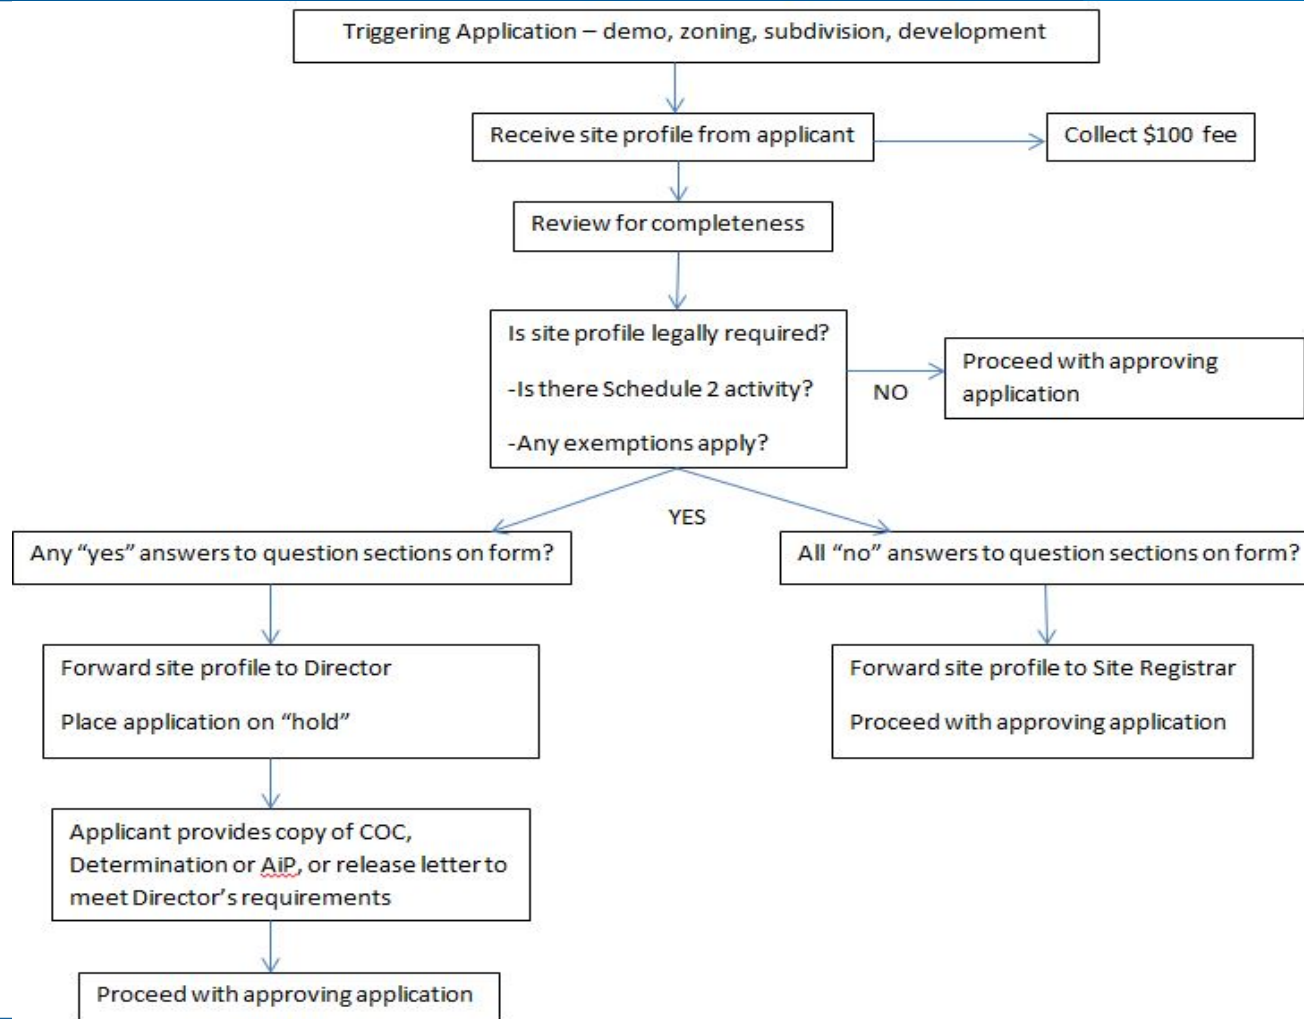 Triggering Application – demo, zoning, subdivision, development
Receive site profile from applicant
Collect $100 fee
Review for completeness
Is site profile legally required?
-Is there Schedule 2 activity?
-Any exemptions apply?
NO
Proceed with approving
application
YES
Any “yes” answers to question sections on form?
All “no” answers to question sections on form?
Forward site profile to Director
Place application on “hold”
Forward site profile to Site Registrar
Proceed with approving application
Applicant provides copy of COC,
Determination or AiP, or release letter to
meet Director’s requirements
Proceed with approving application